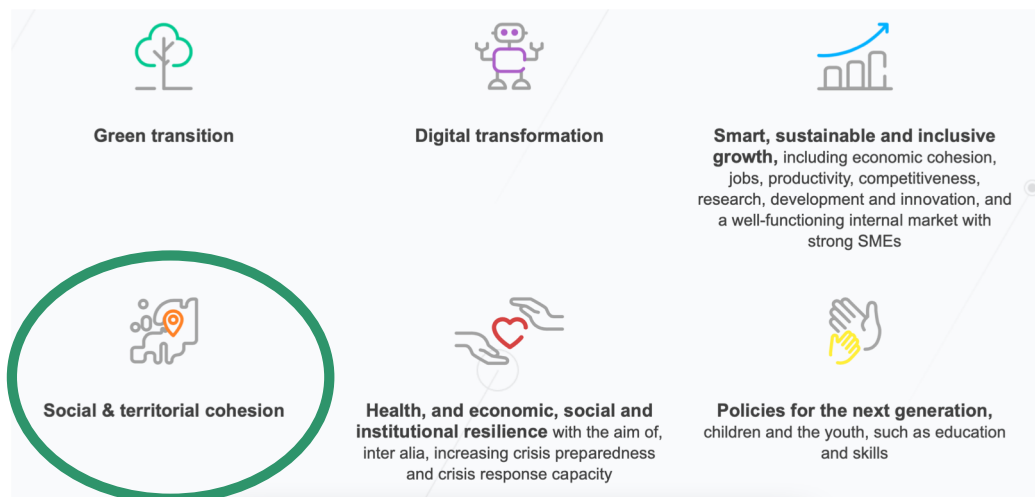 Green transition
Digital transformation
Smart, sustainable and inclusive
growth, including economic cohesion,
jobs, productivity, competitiveness,
research, development and innovation, and
a well-functioning internal market with
strong SMEs
Social & territorial cohesion
Health, and economic, social and
institutional resilience with the aim of,
inter alia, increasing crisis preparedness
and crisis response capacity
Policies for the next generation,
children and the youth, such as education
and skills